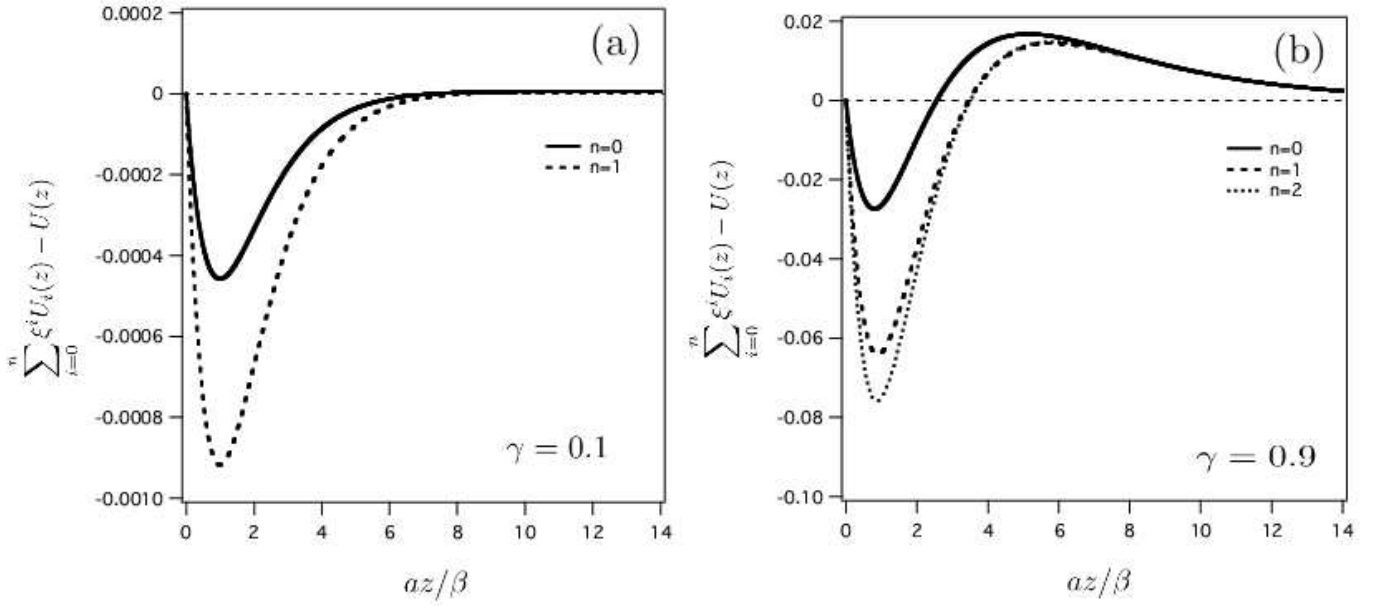 0.0002
0
-0.0002
-0.0004
-0.0006
-0.0008
-0.0010
0 2 4 6 8 10 12 14
az/β
∑_{i=0}^{n} ξ^i U_i(z) − U(z)
(a)
n=0
n=1
γ = 0.1
0.02
0
-0.02
-0.04
-0.06
-0.08
-0.10
0 2 4 6 8 10 12 14
az/β
∑_{i=0}^{n} ξ^i U_i(z) − U(z)
(b)
n=0
n=1
n=2
γ = 0.9